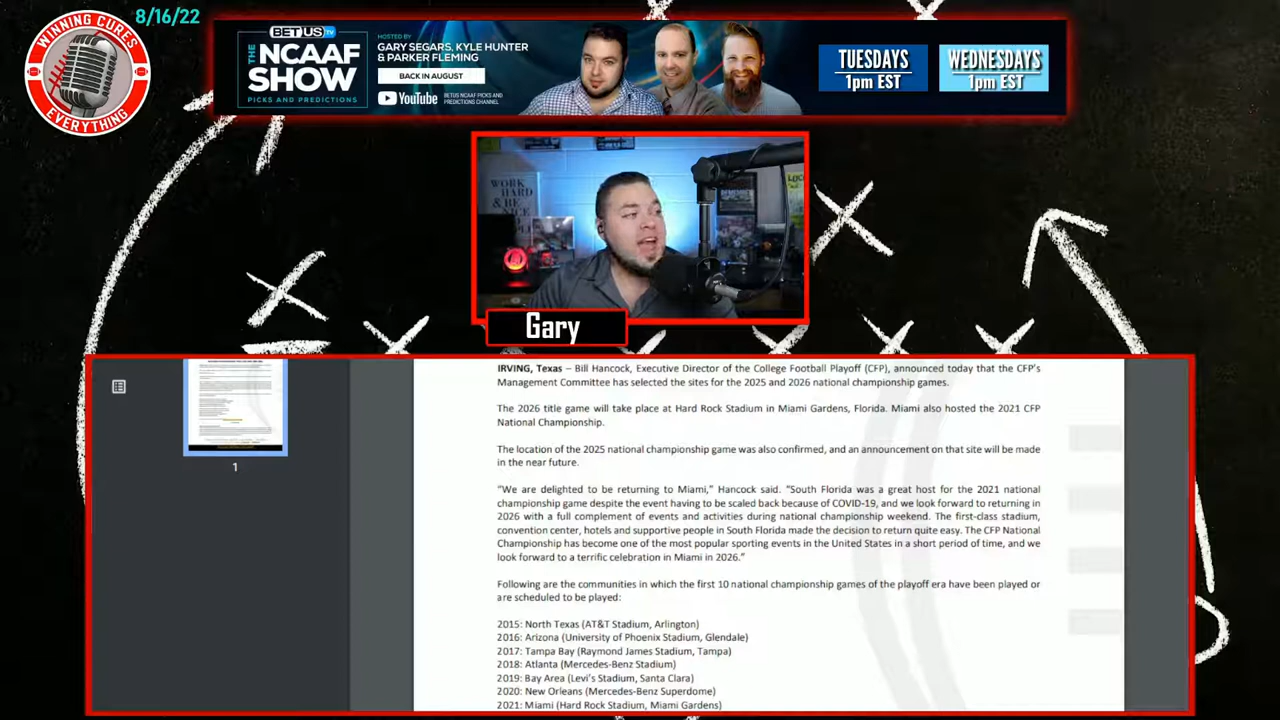 8/16/22
WINNING CURES
EVERYTHING
BETUS TV
THE
NCAAF
SHOW
PICKS AND PREDICTIONS
HOSTED BY
GARY SEGARS, KYLE HUNTER
& PARKER FLEMING
BACK IN AUGUST
YouTube
BETUS NCAAF PICKS AND
PREDICTIONS CHANNEL
TUESDAYS
1pm EST
WEDNESDAYS
1pm EST
WORK
HARD
& BE
NICE
Gary
1
IRVING, Texas – Bill Hancock, Executive Director of the College Football Playoff (CFP), announced today that the CFP's
Management Committee has selected the sites for the 2025 and 2026 national championship games.
The 2026 title game will take place at Hard Rock Stadium in Miami Gardens, Florida. Miami also hosted the 2021 CFP
National Championship.
The location of the 2025 national championship game was also confirmed, and an announcement on that site will be made
in the near future.
“We are delighted to be returning to Miami,” Hancock said. “South Florida was a great host for the 2021 national
championship game despite the event having to be scaled back because of COVID-19, and we look forward to returning in
2026 with a full complement of events and activities during national championship weekend. The first-class stadium,
convention center, hotels and supportive people in South Florida made the decision to return quite easy. The CFP National
Championship has become one of the most popular sporting events in the United States in a short period of time, and we
look forward to a terrific celebration in Miami in 2026.”
Following are the communities in which the first 10 national championship games of the playoff era have been played or
are scheduled to be played:
2015: North Texas (AT&T Stadium, Arlington)
2016: Arizona (University of Phoenix Stadium, Glendale)
2017: Tampa Bay (Raymond James Stadium, Tampa)
2018: Atlanta (Mercedes-Benz Stadium)
2019: Bay Area (Levi's Stadium, Santa Clara)
2020: New Orleans (Mercedes-Benz Superdome)
2021: Miami (Hard Rock Stadium, Miami Gardens)